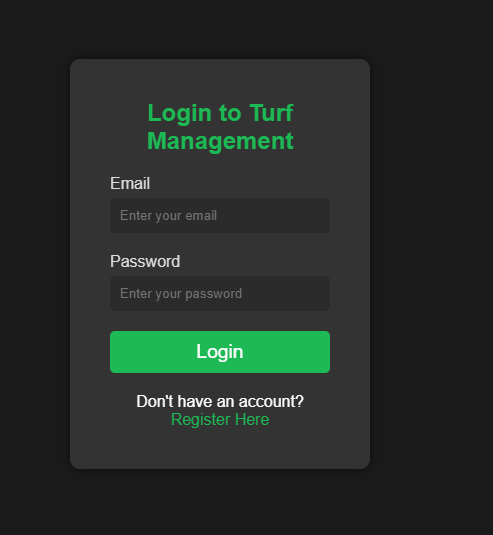 Login to Turf
Management
Email
Enter your email
Password
Enter your password
Login
Don't have an account?
Register Here